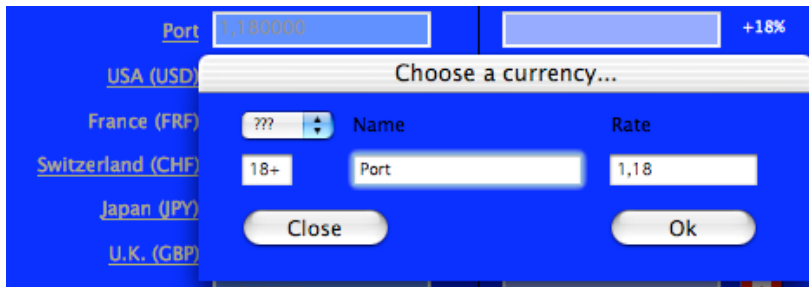 Port 1,180000 +18%
Choose a currency...
USA (USD)
France (FRF) ??? Name Rate
Switzerland (CHF) 18+ Port 1,18
Japan (JPY)
Close Ok
U.K. (GBP)